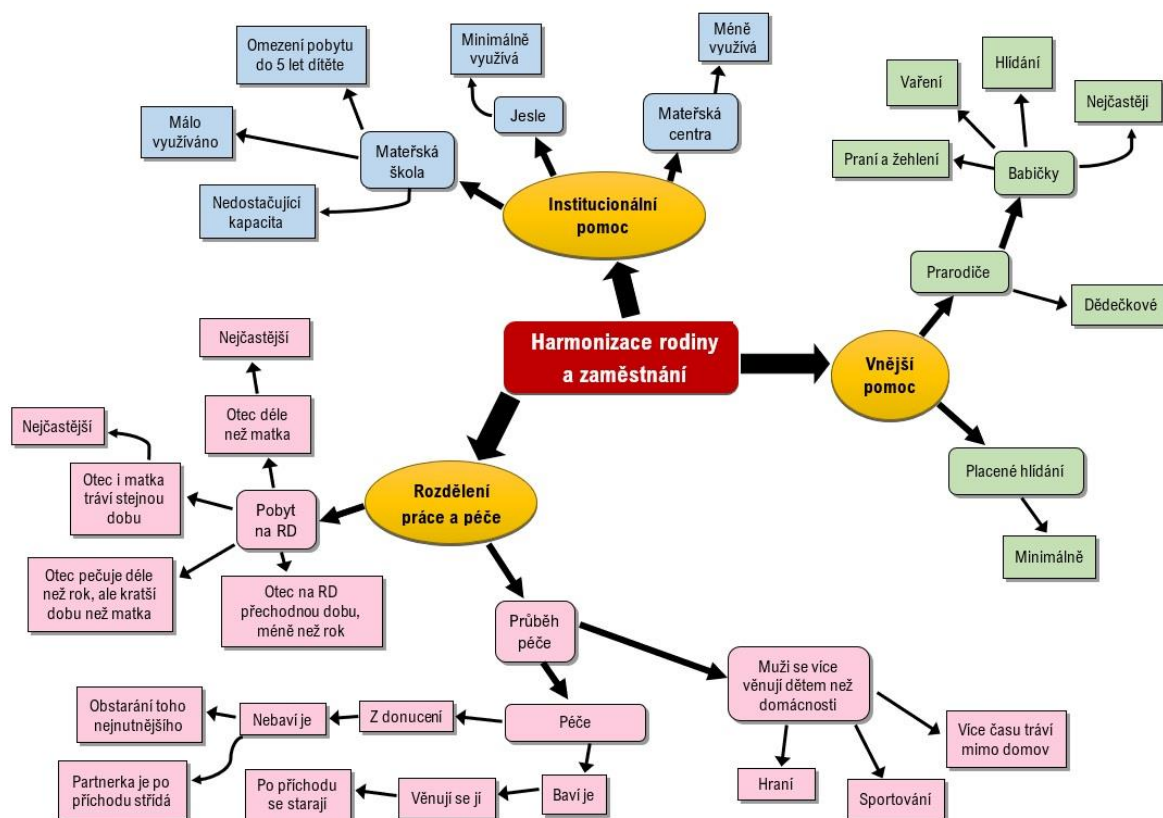 Omezení pobytu
do 5 let dítěte
Minimálně
využívá
Méně
využívá
Málo
využíváno
Mateřská
škola
Jesle
Mateřská
centra
Nedostačující
kapacita
Institucionální
pomoc
Vaření
Hlídání
Nejčastěji
Praní a žehlení
Babičky
Prarodiče
Dědečkové
Harmonizace rodiny
a zaměstnání
Vnější
pomoc
Placené hlídání
Minimálně
Nejčastější
Otec déle
než matka
Nejčastější
Otec i matka
tráví stejnou
dobu
Pobyt
na RD
Rozdělení
práce a péče
Otec pečuje déle
než rok, ale kratší
dobu než matka
Otec na RD
přechodnou dobu,
méně než rok
Průběh
péče
Muži se více
věnují dětem než
domácnosti
Více času tráví
mimo domov
Hraní
Sportování
Péče
Z donucení
Nebaví je
Obstarání toho
nejnutnějšího
Partnerka je po
příchodu střídá
Baví je
Věnují se jí
Po příchodu
se starají